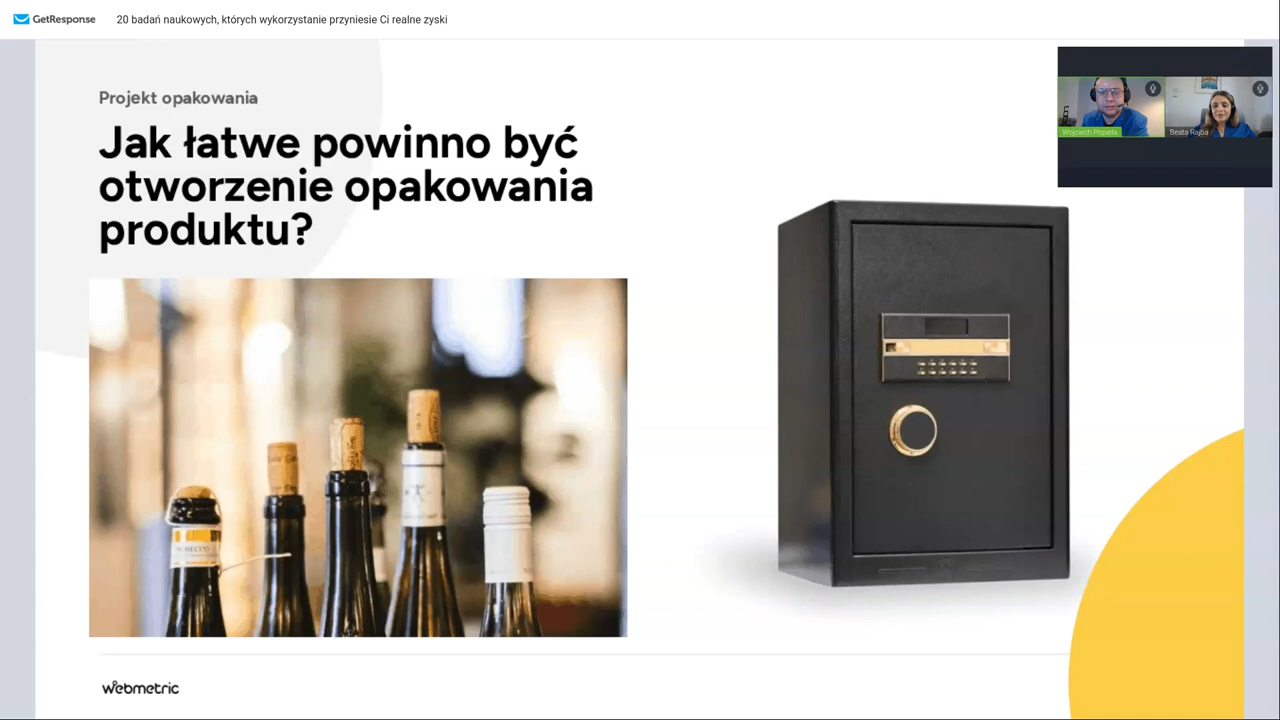 GetResponse 20 badań naukowych, których wykorzystanie przyniesie Ci realne zyski
Wojciech Popiela
Beata Rajba
Projekt opakowania
Jak łatwe powinno być
otworzenie opakowania
produktu?
webmetric